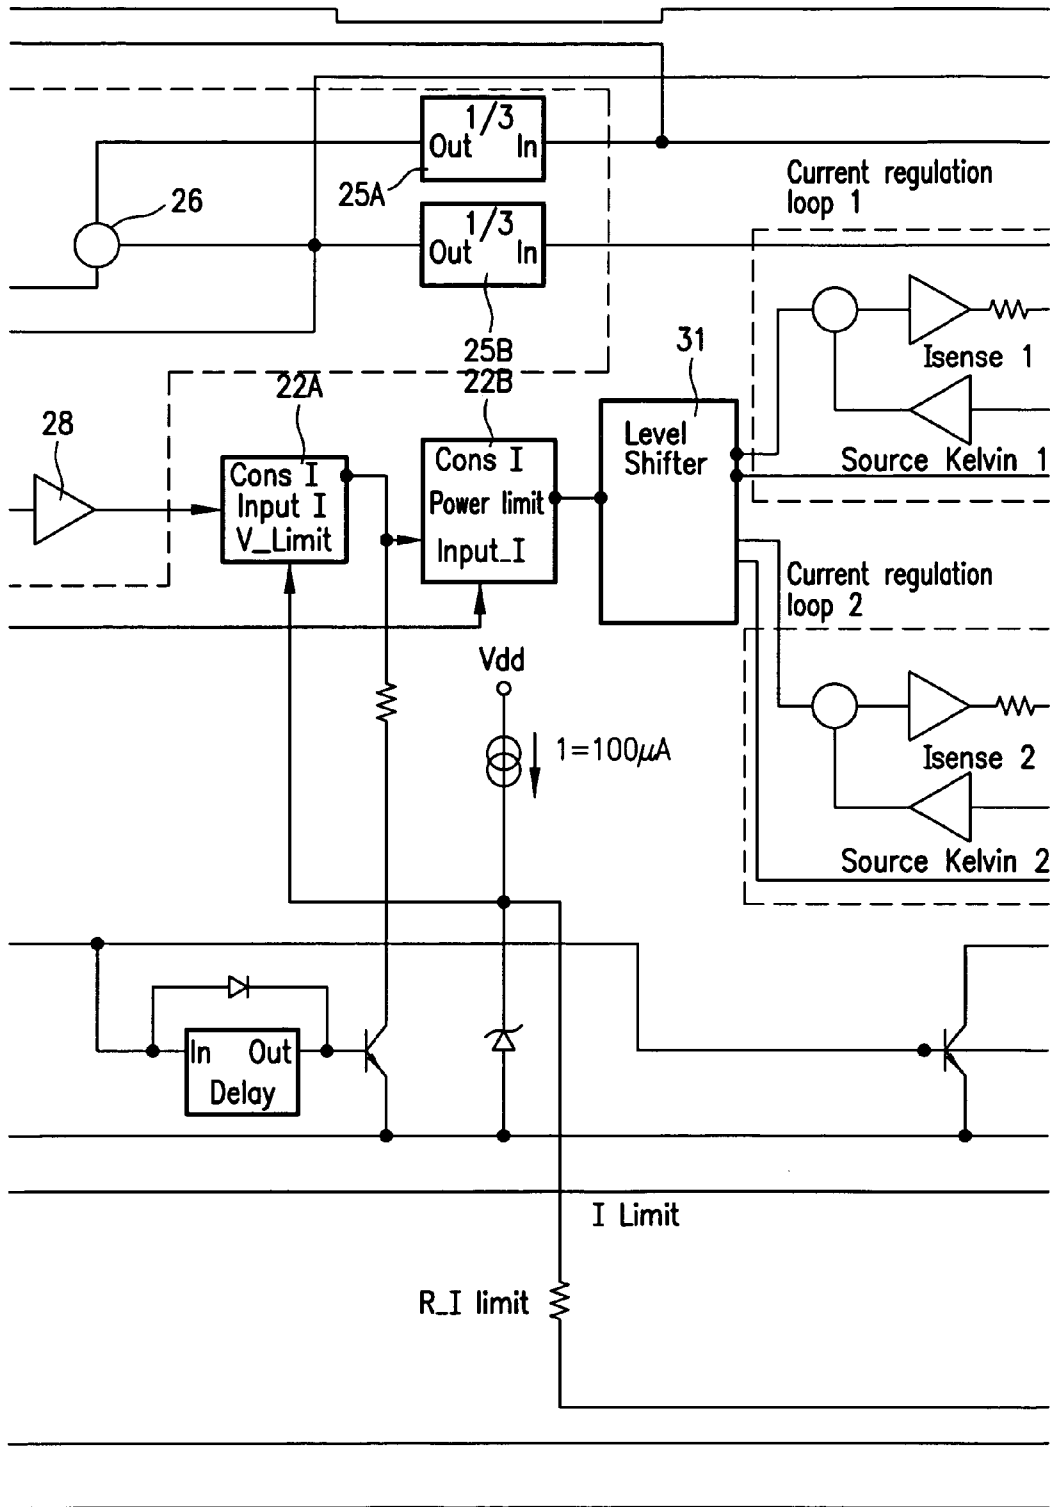 1/3
Out In
25A
26
1/3
Out In
25B
Current regulation
loop 1
Isense 1
Source Kelvin 1
31
Level
Shifter
22A
22B
28
Cons I
Input I
V_Limit
Cons I
Power limit
Input_I
Current regulation
loop 2
Isense 2
Source Kelvin 2
Vdd
1=100μA
In Out
Delay
I Limit
R_I limit